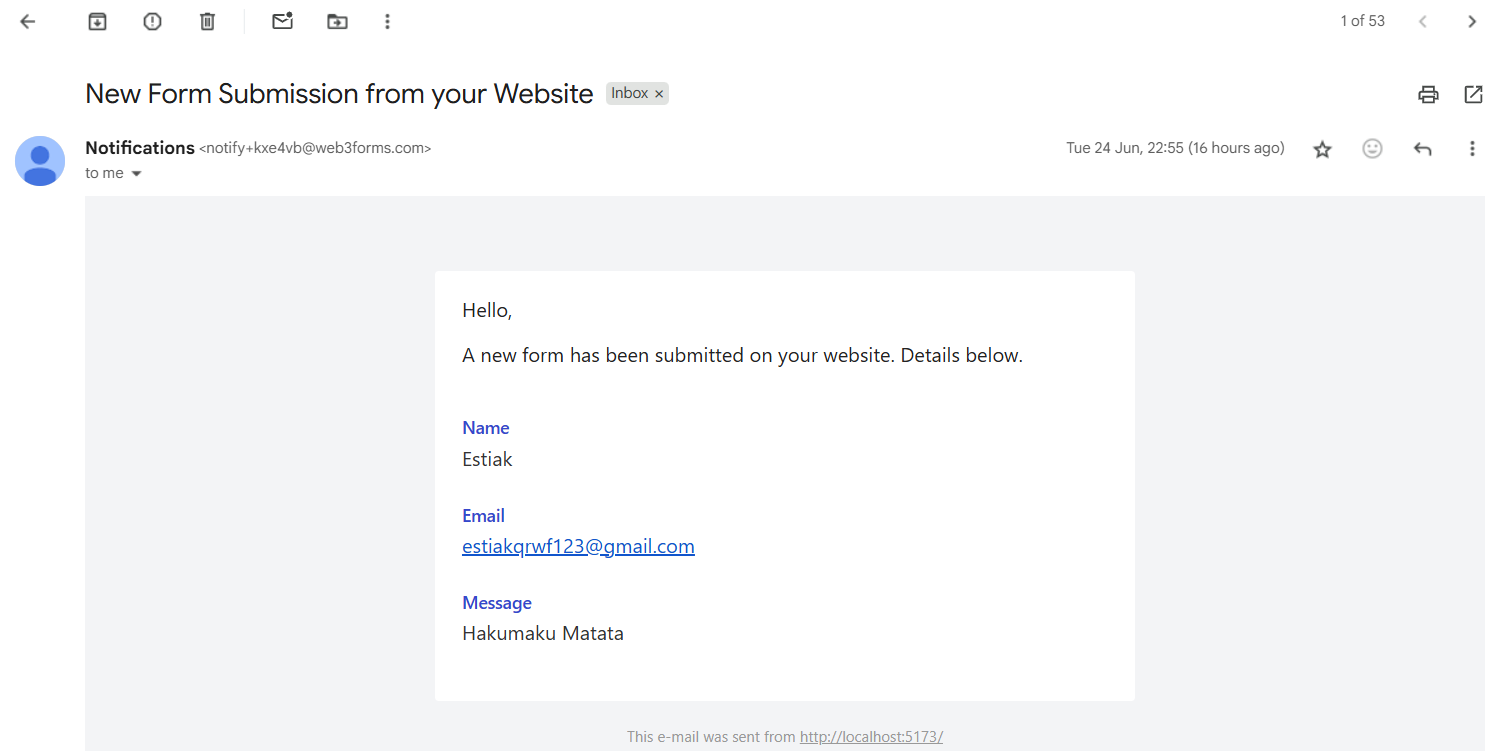 1 of 53
New Form Submission from your Website Inbox ×
Notifications <notify+kxe4vb@web3forms.com> Tue 24 Jun, 22:55 (16 hours ago)
to me
Hello,
A new form has been submitted on your website. Details below.
Name
Estiak
Email
estiakqrwf123@gmail.com
Message
Hakumaku Matata
This e-mail was sent from http://localhost:5173/